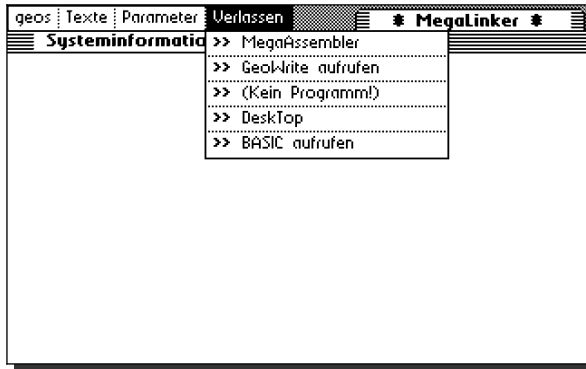 geos Texte Parameter Verlassen * MegaLinker *
Systeminformatio
>> MegaAssembler
>> GeoWrite aufrufen
>> (Kein Programm!)
>> DeskTop
>> BASIC aufrufen